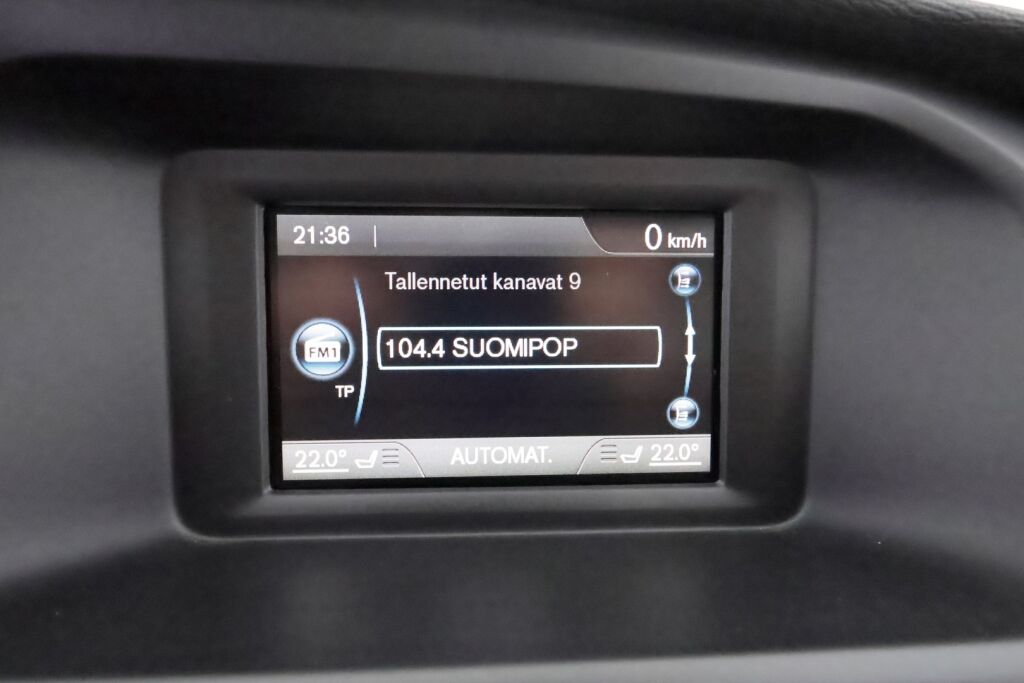 21:36
0 km/h
Tallennetut kanavat 9
FM1
104.4 SUOMIPOP
TP
22.0°
AUTOMAT.
22.0°